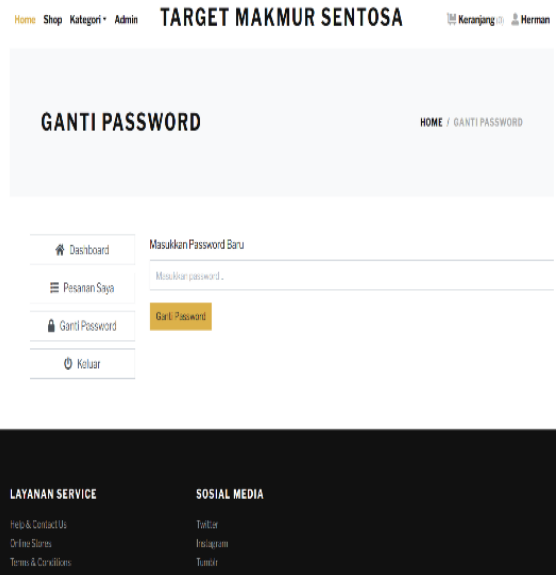 Home Shop Kategori Admin TARGET MAKMUR SENTOSA Keranjang (0) Herman
GANTI PASSWORD
HOME / GANTI PASSWORD
Dashboard
Pesanan Saya
Ganti Password
Keluar
Masukkan Password Baru
Masukkan password ..
Ganti Password
LAYANAN SERVICE
Help & Contact Us
Online Stores
Terms & Conditions
SOSIAL MEDIA
Twitter
Instagram
Tumblr